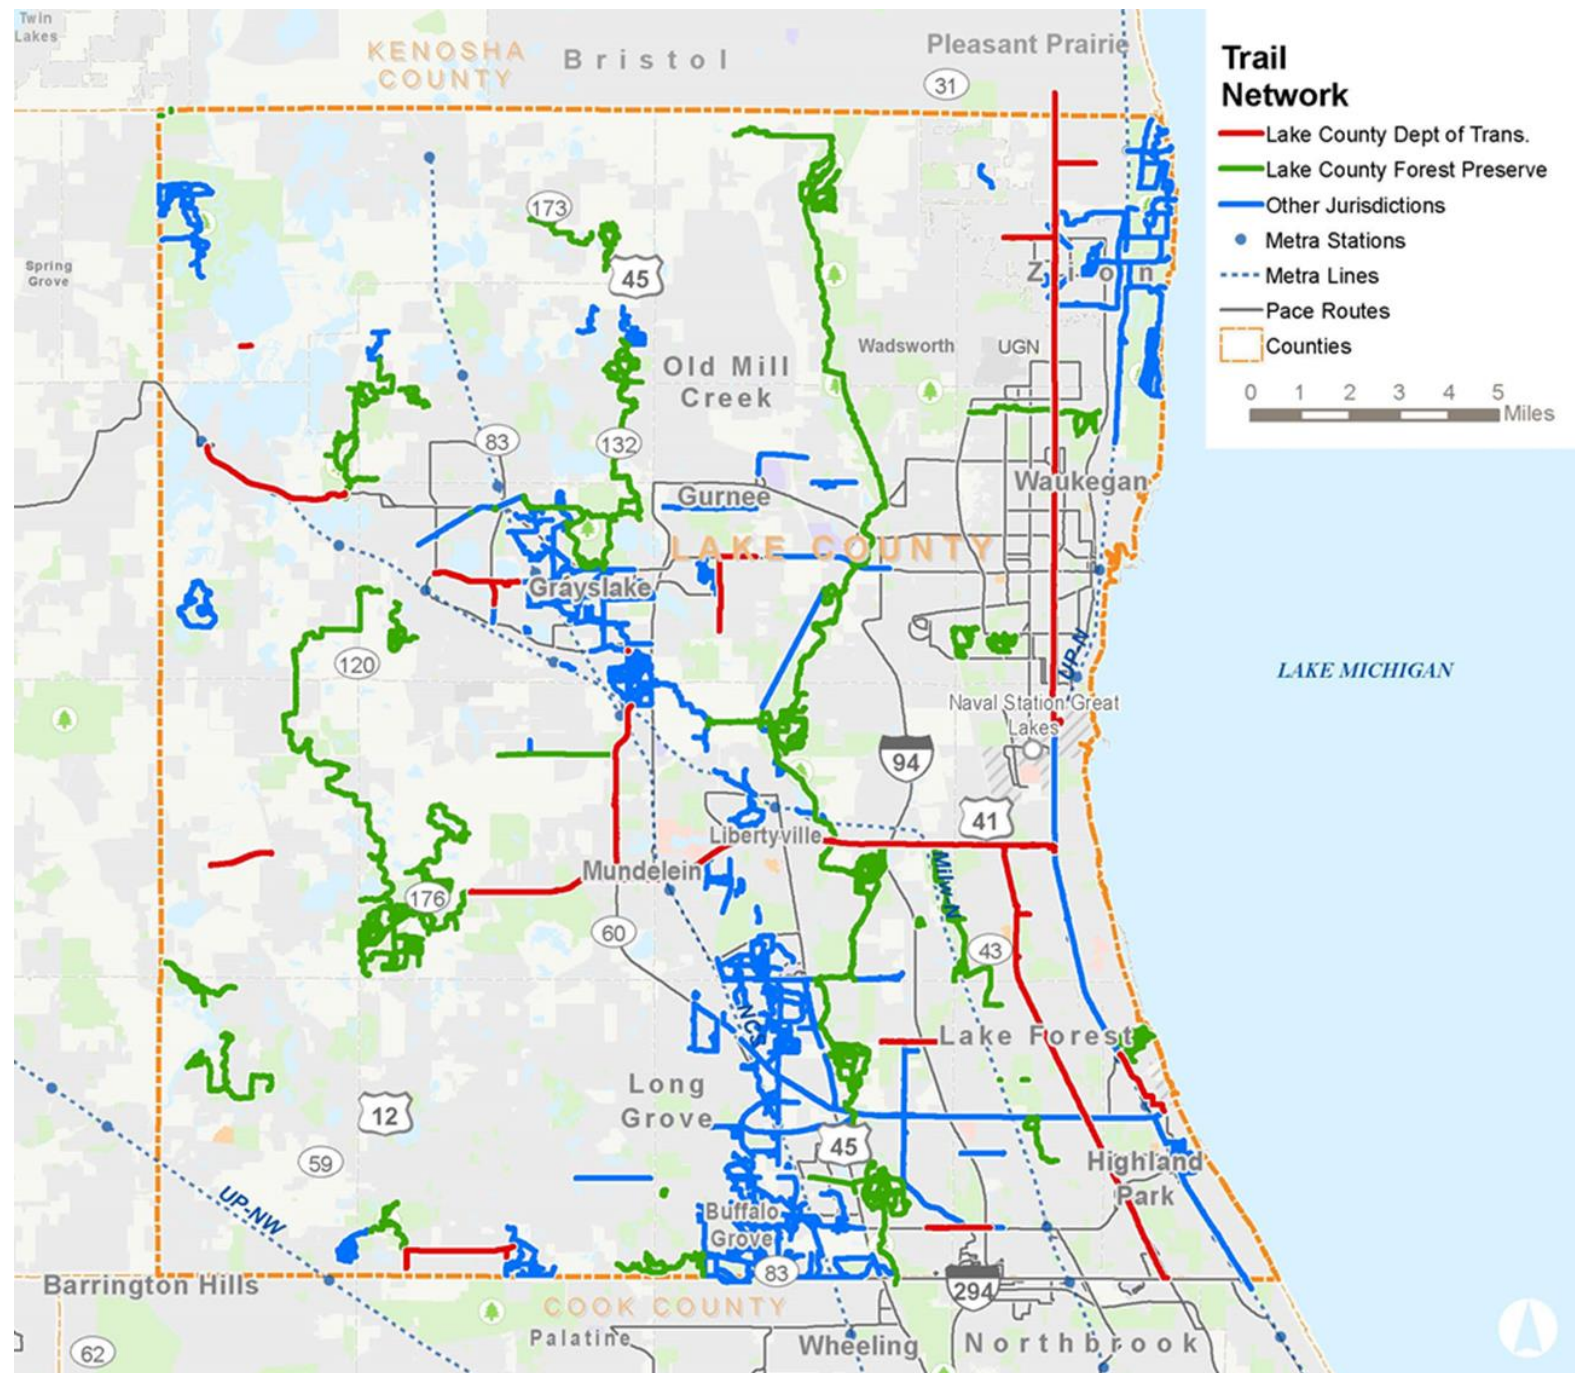 Twin
Lakes
KENOSHA
COUNTY
Bristol
Pleasant Prairie
31
Trail
Network
Lake County Dept of Trans.
Lake County Forest Preserve
Other Jurisdictions
Metra Stations
Metra Lines
Pace Routes
Counties
0 1 2 3 4 5
Miles
173
Spring
Grove
45
Zion
Wadsworth
UGN
Old Mill
Creek
83
132
Gurnee
Waukegan
LAKE COUNTY
Grayslake
120
UP-N
LAKE MICHIGAN
Naval Station Great
Lakes
94
41
Libertyville
Mundelein
Milw-N
176
60
43
NCS
Lake Forest
Long
Grove
12
45
59
Highland
Park
UP-NW
Buffalo
Grove
83
Barrington Hills
294
COOK COUNTY
Palatine
Wheeling
Northbrook
62